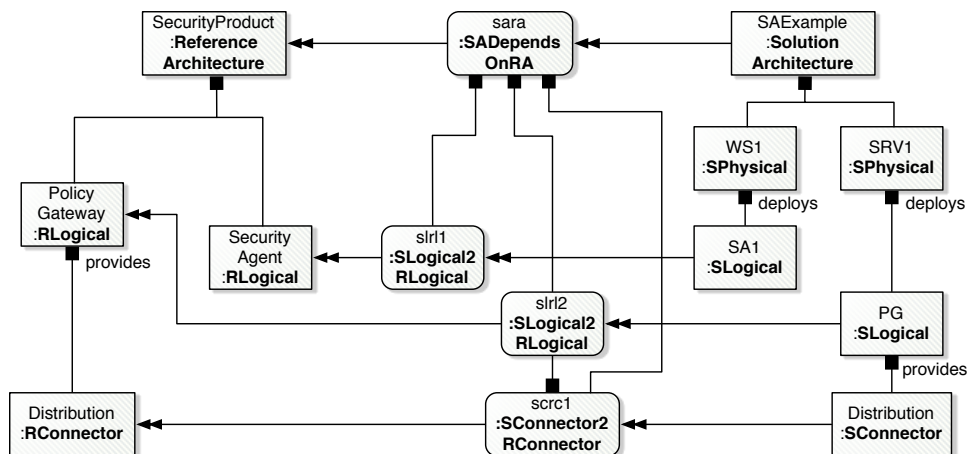 SecurityProduct
:Reference
Architecture
sara
:SADepends
OnRA
SAExample
:Solution
Architecture
WS1
:SPhysical
SRV1
:SPhysical
deploys
deploys
Policy
Gateway
:RLogical
provides
Security
Agent
:RLogical
slrl1
:SLogical2
RLogical
SA1
:SLogical
slrl2
:SLogical2
RLogical
PG
:SLogical
provides
Distribution
:RConnector
scrc1
:SConnector2
RConnector
Distribution
:SConnector